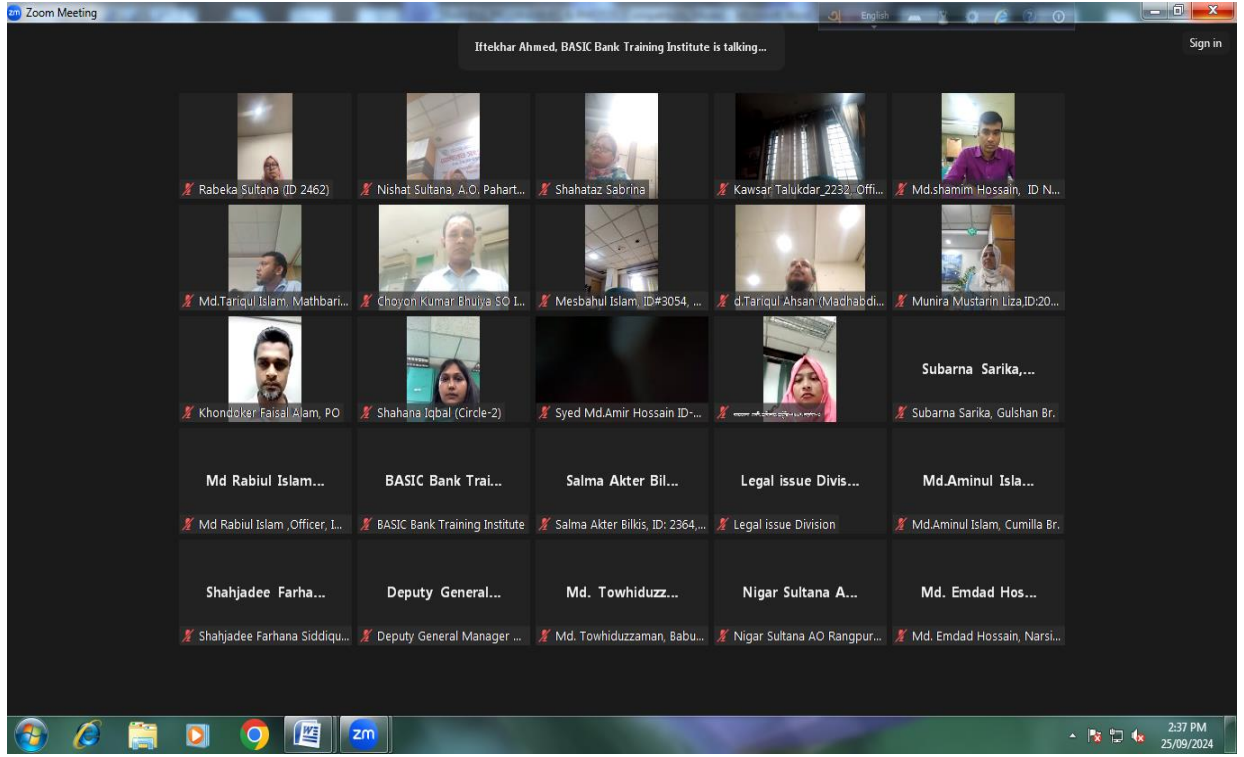 Zoom Meeting
English
Iftekhar Ahmed, BASIC Bank Training Institute is talking...
Sign in
Rabeka Sultana (ID 2462)
Nishat Sultana, A.O. Pahart...
Shahataz Sabrina
Kawsar Talukdar_2232_Offi...
Md.shamim Hossain, ID N...
Md.Tariqul Islam, Mathbari...
Choyon Kumar Bhuiya SO I...
Mesbahul Islam, ID#3054, ...
d.Tariqul Ahsan (Madhabdi...
Munira Mustarin Liza,ID:20...
Khondoker Faisal Alam, PO
Shahana Iqbal (Circle-2)
Syed Md.Amir Hossain ID-...
Subarna Sarika,...
Subarna Sarika, Gulshan Br.
Md Rabiul Islam...
BASIC Bank Trai...
Salma Akter Bil...
Legal issue Divis...
Md.Aminul Isla...
Md Rabiul Islam ,Officer, I...
BASIC Bank Training Institute
Salma Akter Bilkis, ID: 2364,...
Legal issue Division
Md.Aminul Islam, Cumilla Br.
Shahjadee Farha...
Deputy General...
Md. Towhiduzz...
Nigar Sultana A...
Md. Emdad Hos...
Shahjadee Farhana Siddiqu...
Deputy General Manager ...
Md. Towhiduzzaman, Babu...
Nigar Sultana AO Rangpur...
Md. Emdad Hossain, Narsi...
zm
2:37 PM
25/09/2024